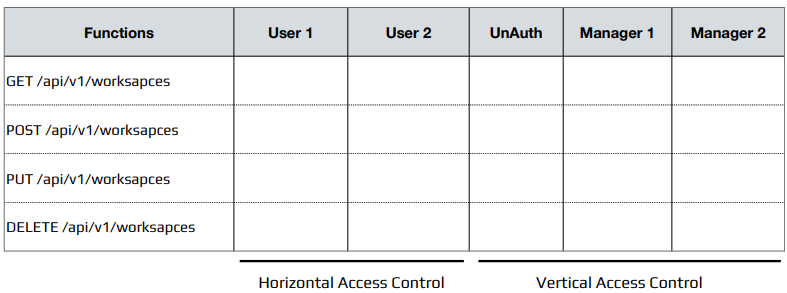 Functions User 1 User 2 UnAuth Manager 1 Manager 2
GET /api/v1/worksapces
POST /api/v1/worksapces
PUT /api/v1/worksapces
DELETE /api/v1/worksapces
Horizontal Access Control Vertical Access Control